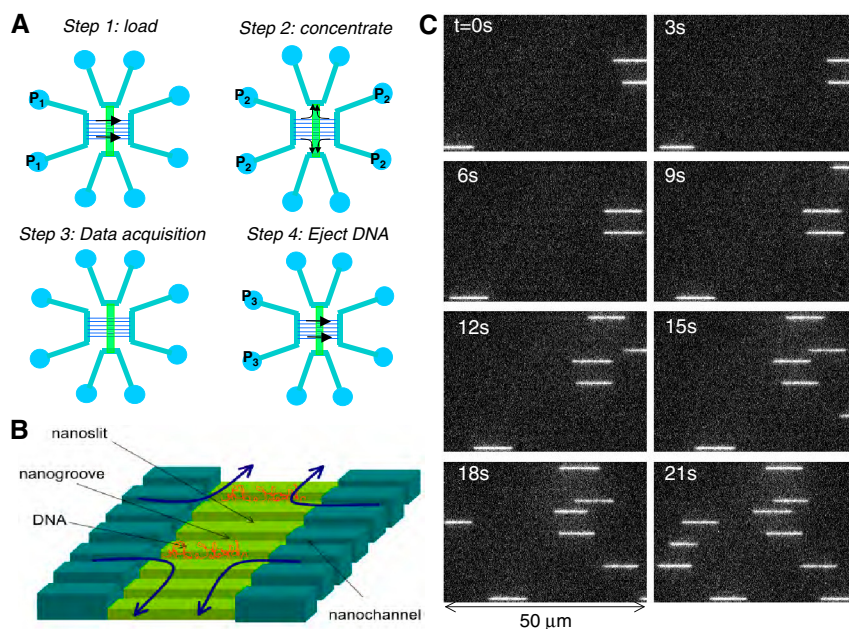 A
Step 1: load
Step 2: concentrate
P1
P1
P2
P2
P2
P2
Step 3: Data acquisition
Step 4: Eject DNA
P3
P3
B
nanoslit
nanogroove
DNA
nanochannel
C
t=0s
3s
6s
9s
12s
15s
18s
21s
50 μm